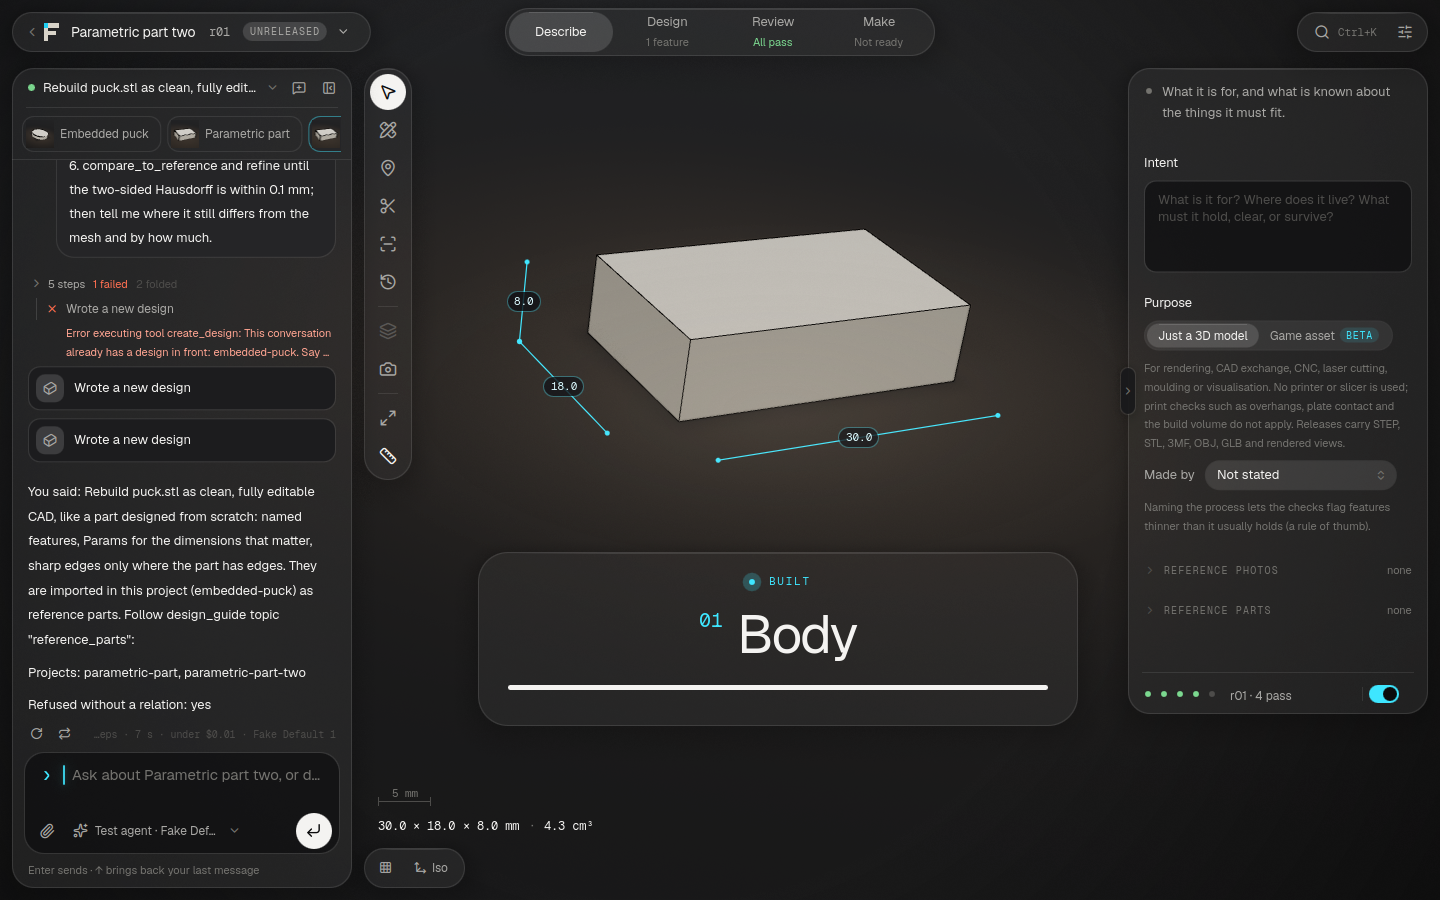 Parametric part two r01 UNRELEASED
Describe
Design
1 feature
Review
All pass
Make
Not ready
Ctrl+K
Rebuild puck.stl as clean, fully edit…
Embedded puck
Parametric part
6. compare_to_reference and refine until
the two-sided Hausdorff is within 0.1 mm;
then tell me where it still differs from the
mesh and by how much.
5 steps 1 failed 2 folded
Wrote a new design
Error executing tool create_design: This conversation
already has a design in front: embedded-puck. Say …
Wrote a new design
Wrote a new design
You said: Rebuild puck.stl as clean, fully editable
CAD, like a part designed from scratch: named
features, Params for the dimensions that matter,
sharp edges only where the part has edges. They
are imported in this project (embedded-puck) as
reference parts. Follow design_guide topic
"reference_parts":
Projects: parametric-part, parametric-part-two
Refused without a relation: yes
…eps · 7 s · under $0.01 · Fake Default 1
Ask about Parametric part two, or d…
Test agent · Fake Def…
Enter sends · ↑ brings back your last message
8.0
18.0
30.0
BUILT
01 Body
5 mm
30.0 × 18.0 × 8.0 mm · 4.3 cm³
Iso
What it is for, and what is known about
the things it must fit.
Intent
What is it for? Where does it live? What
must it hold, clear, or survive?
Purpose
Just a 3D model
Game asset BETA
For rendering, CAD exchange, CNC, laser cutting,
moulding or visualisation. No printer or slicer is used;
print checks such as overhangs, plate contact and
the build volume do not apply. Releases carry STEP,
STL, 3MF, OBJ, GLB and rendered views.
Made by Not stated
Naming the process lets the checks flag features
thinner than it usually holds (a rule of thumb).
REFERENCE PHOTOS none
REFERENCE PARTS none
r01 · 4 pass